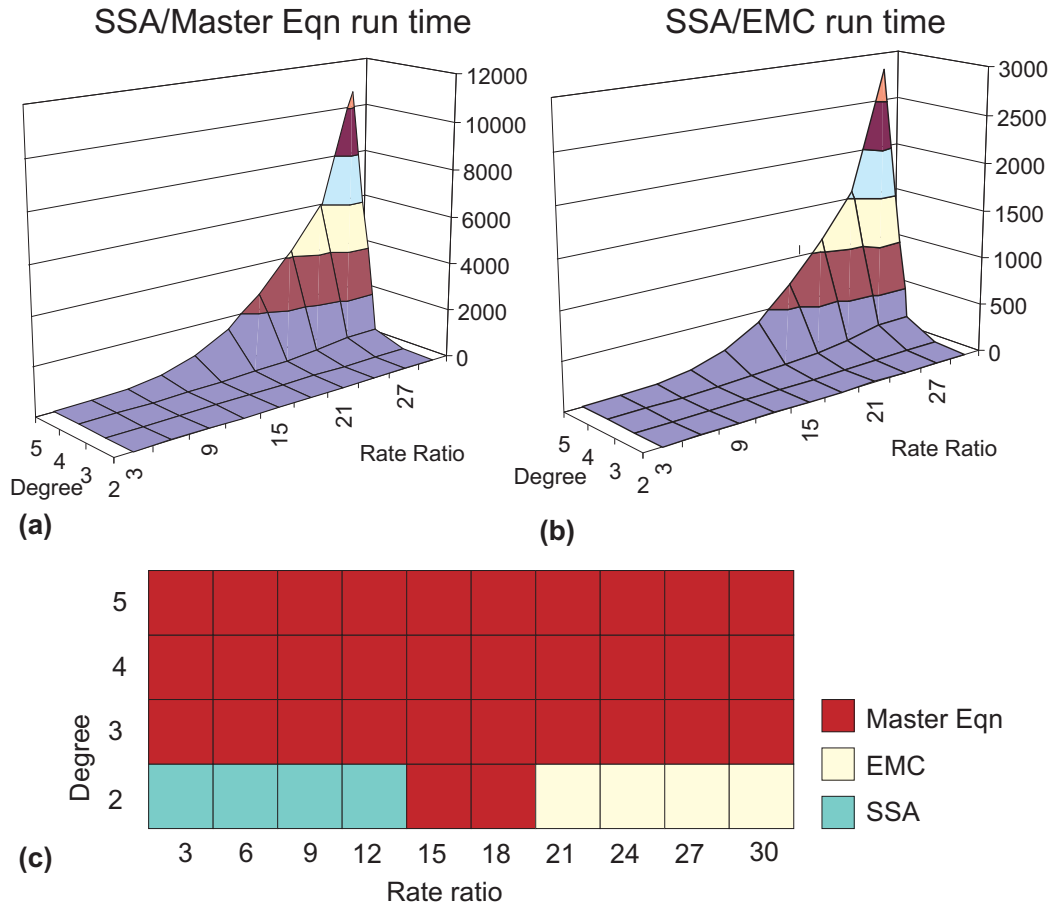 SSA/Master Eqn run time
12000
10000
8000
6000
4000
2000
0
5
4
3
2
Degree
3
9
15
21
27
Rate Ratio
(a)
SSA/EMC run time
3000
2500
2000
1500
1000
500
0
5
4
3
2
Degree
3
9
15
21
27
Rate Ratio
(b)
5
4
3
2
Degree
3 6 9 12 15 18 21 24 27 30
Rate ratio
Master Eqn
EMC
SSA
(c)